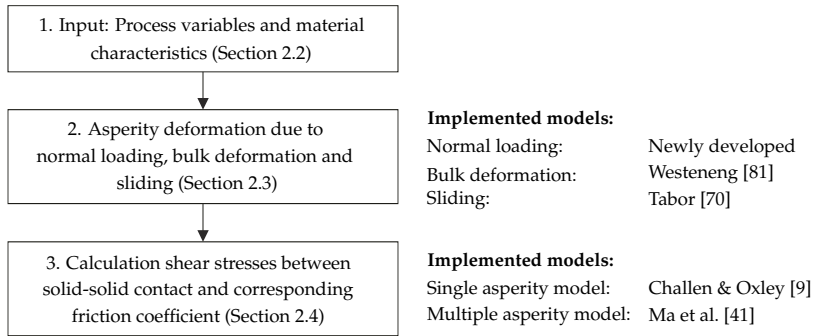 1. Input: Process variables and material
characteristics (Section 2.2)
2. Asperity deformation due to
normal loading, bulk deformation and
sliding (Section 2.3)
Implemented models:
Normal loading: Newly developed
Bulk deformation: Westeneng [81]
Sliding: Tabor [70]
3. Calculation shear stresses between
solid-solid contact and corresponding
friction coefficient (Section 2.4)
Implemented models:
Single asperity model: Challen & Oxley [9]
Multiple asperity model: Ma et al. [41]